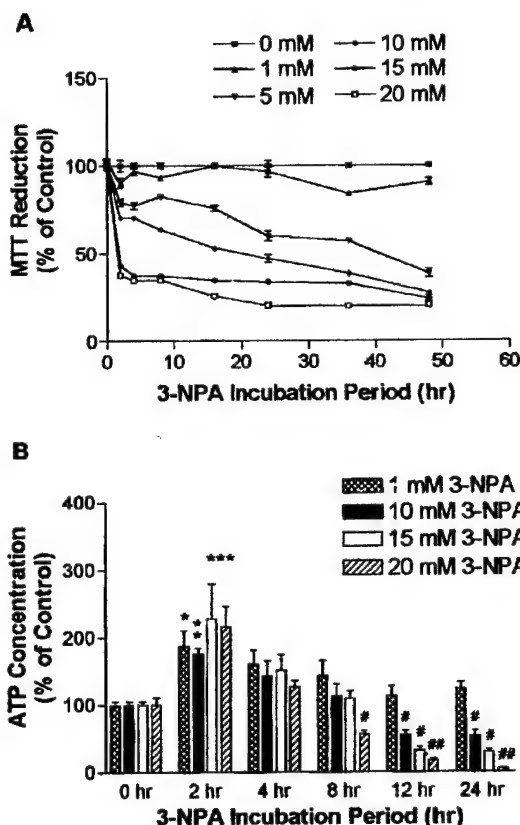 A
0 mM
10 mM
1 mM
15 mM
5 mM
20 mM
MTT Reduction
(% of Control)
150
100
50
0
0 10 20 30 40 50 60
3-NPA Incubation Period (hr)
B
1 mM 3-NPA
10 mM 3-NPA
15 mM 3-NPA
20 mM 3-NPA
ATP Concentration
(% of Control)
400
300
200
100
0
* ** ***
# # # ## # # ##
0 hr 2 hr 4 hr 8 hr 12 hr 24 hr
3-NPA Incubation Period (hr)